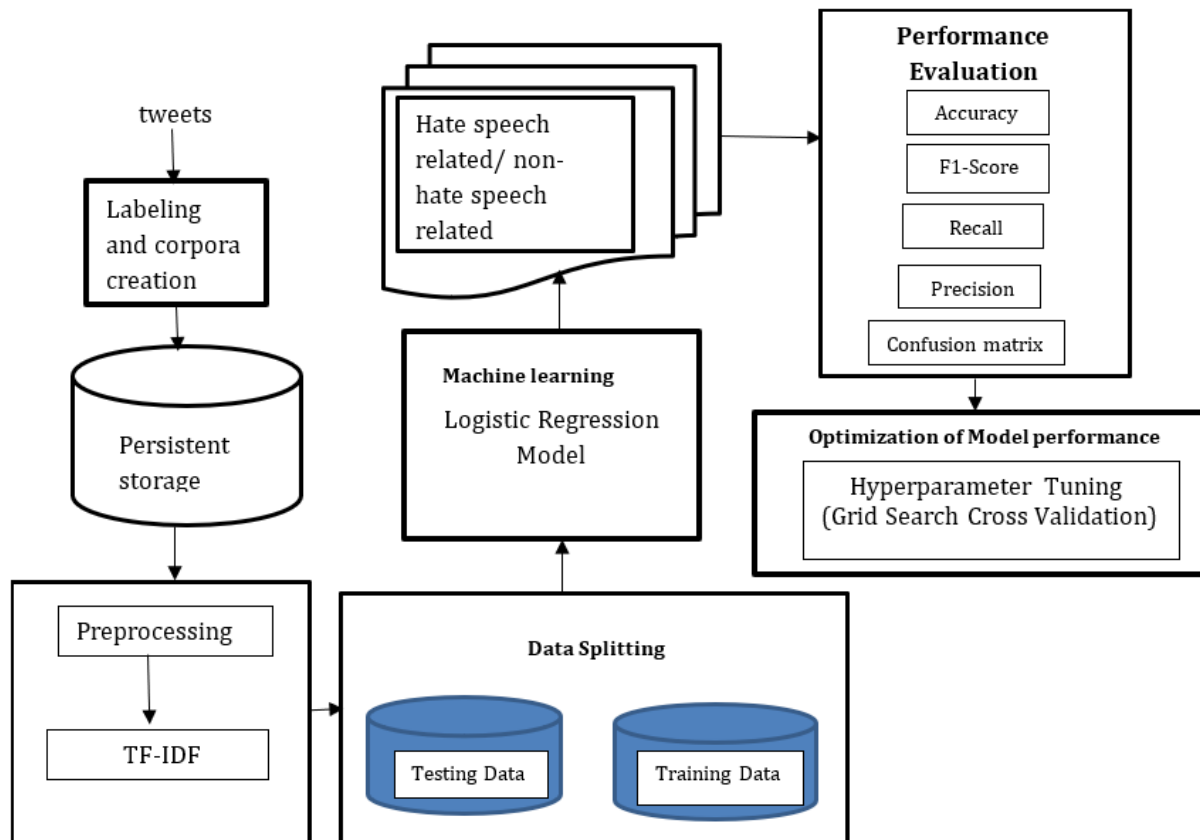 tweets
Labeling
and corpora
creation
Persistent
storage
Preprocessing
TF-IDF
Data Splitting
Testing Data
Training Data
Machine learning
Logistic Regression
Model
Hate speech
related/ non-
hate speech
related
Performance
Evaluation
Accuracy
F1-Score
Recall
Precision
Confusion matrix
Optimization of Model performance
Hyperparameter Tuning
(Grid Search Cross Validation)